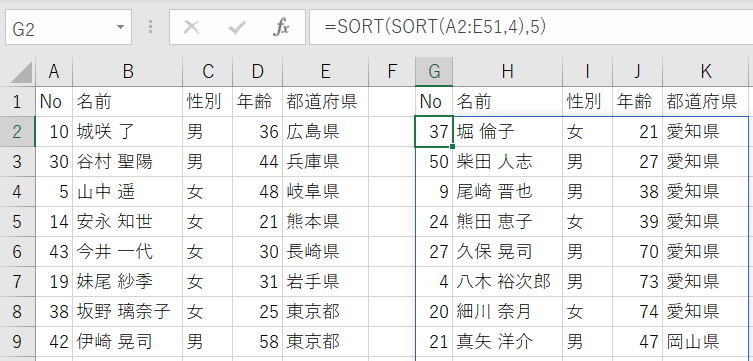 G2 fx =SORT(SORT(A2:E51,4),5)
A B C D E F G H I J K
1 No 名前 性別 年齢 都道府県 No 名前 性別 年齢 都道府県
2 10 城咲 了 男 36 広島県 37 堀 倫子 女 21 愛知県
3 30 谷村 聖陽 男 44 兵庫県 50 柴田 人志 男 27 愛知県
4 5 山中 遥 女 48 岐阜県 9 尾崎 晋也 男 38 愛知県
5 14 安永 知世 女 21 熊本県 24 熊田 恵子 女 39 愛知県
6 43 今井 一代 女 30 長崎県 27 久保 晃司 男 70 愛知県
7 19 妹尾 紗季 女 31 岩手県 4 八木 裕次郎 男 73 愛知県
8 38 坂野 璃奈子 女 25 東京都 20 細川 奈月 女 74 愛知県
9 42 伊崎 晃司 男 58 東京都 21 真矢 洋介 男 47 岡山県